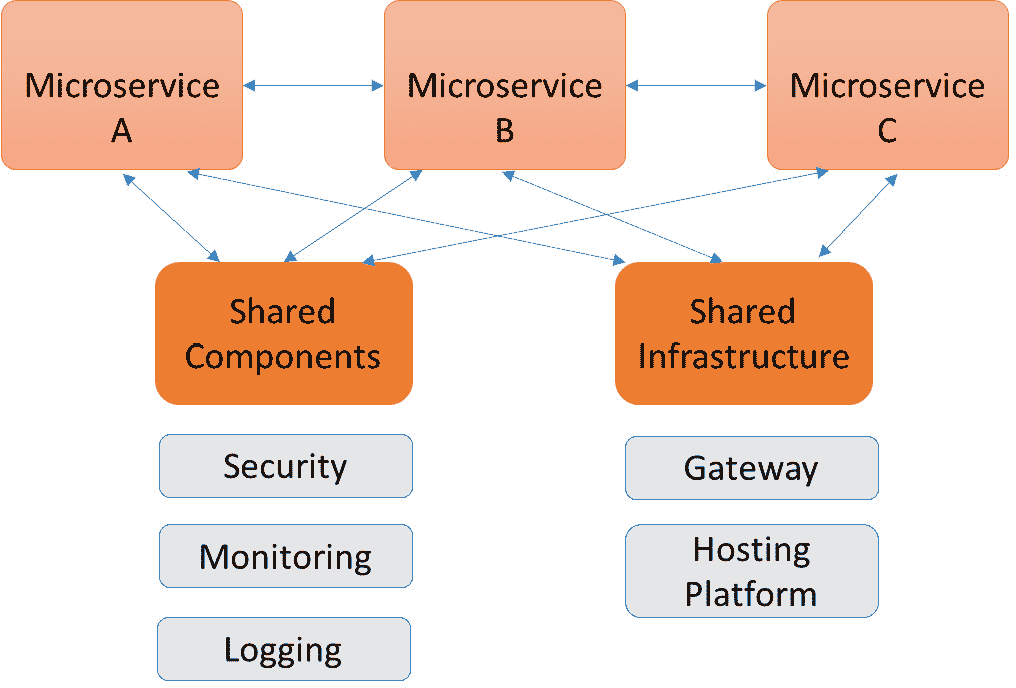 Microservice
A
Microservice
B
Microservice
C
Shared
Components
Shared
Infrastructure
Security
Monitoring
Logging
Gateway
Hosting
Platform